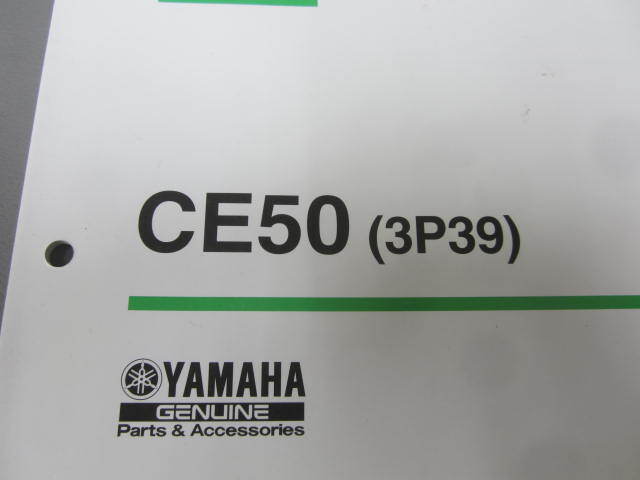 CE50 (3P39)
YAMAHA
GENUINE
Parts & Accessories